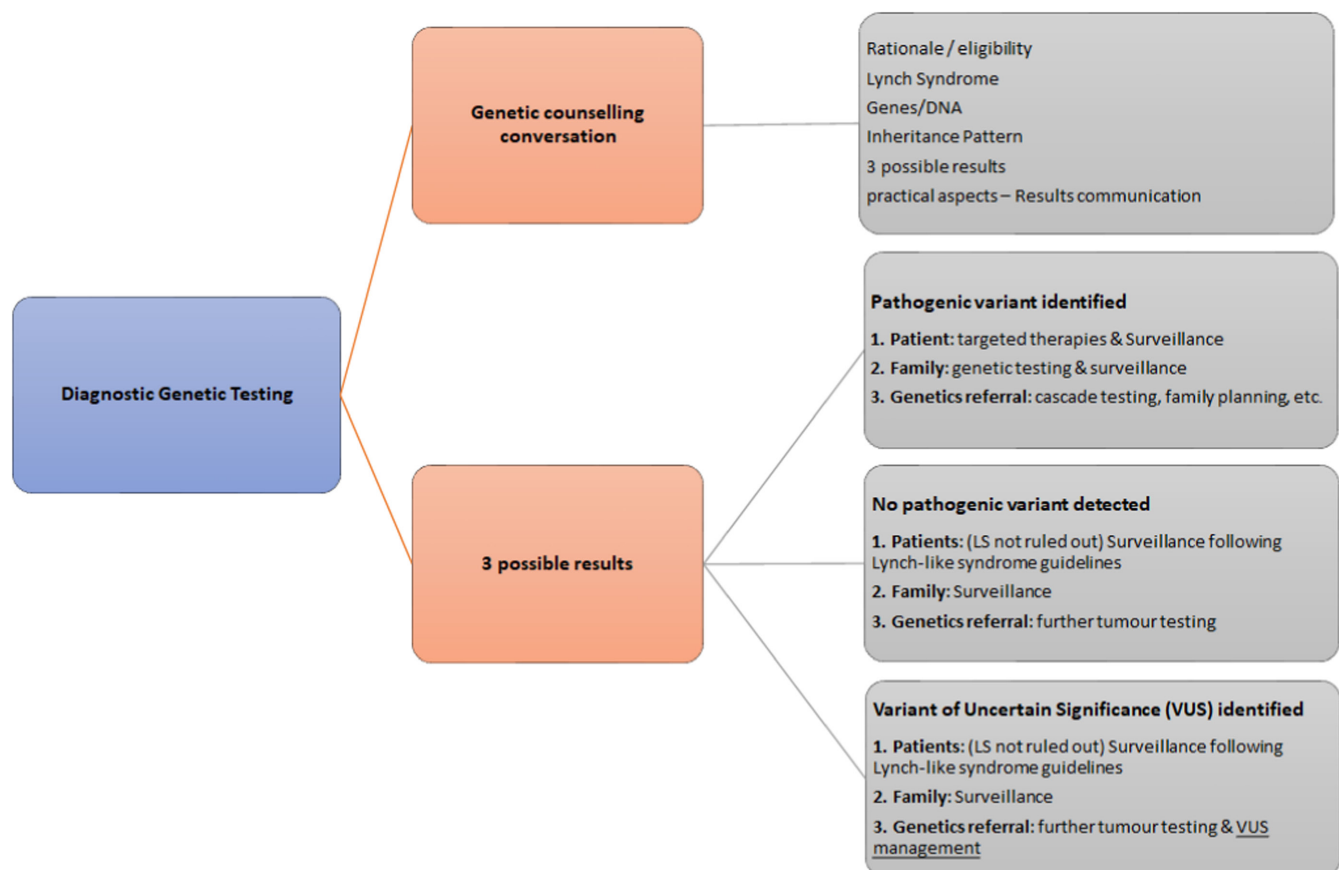 Genetic counselling
conversation
Rationale / eligibility
Lynch Syndrome
Genes/DNA
Inheritance Pattern
3 possible results
practical aspects – Results communication
Diagnostic Genetic Testing
3 possible results
Pathogenic variant identified
1. Patient: targeted therapies & Surveillance
2. Family: genetic testing & surveillance
3. Genetics referral: cascade testing, family planning, etc.
No pathogenic variant detected
1. Patients: (LS not ruled out) Surveillance following
Lynch-like syndrome guidelines
2. Family: Surveillance
3. Genetics referral: further tumour testing
Variant of Uncertain Significance (VUS) identified
1. Patients: (LS not ruled out) Surveillance following
Lynch-like syndrome guidelines
2. Family: Surveillance
3. Genetics referral: further tumour testing & VUS
management